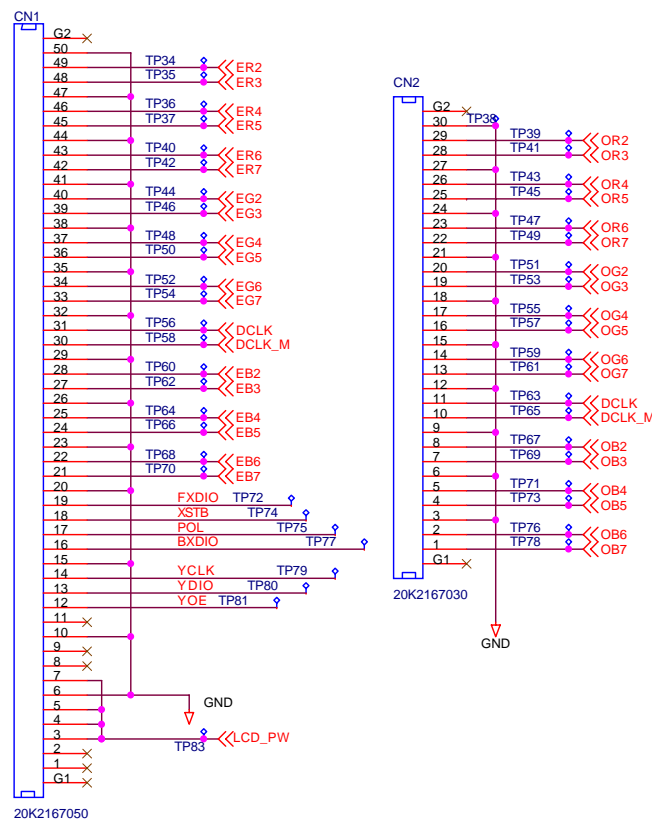 CN1
G2
50
49 TP34 ER2
48 TP35 ER3
47
46 TP36 ER4
45 TP37 ER5
44
43 TP40 ER6
42 TP42 ER7
41
40 TP44 EG2
39 TP46 EG3
38
37 TP48 EG4
36 TP50 EG5
35
34 TP52 EG6
33 TP54 EG7
32
31 TP56 DCLK
30 TP58 DCLK_M
29
28 TP60 EB2
27 TP62 EB3
26
25 TP64 EB4
24 TP66 EB5
23
22 TP68 EB6
21 TP70 EB7
20
19 FXDIO TP72
18 XSTB TP74
17 POL TP75
16 BXDIO TP77
15
14 YCLK TP79
13 YDIO TP80
12 YOE TP81
11
10
9
8
7
6 GND
5
4
3 TP83 LCD_PW
2
1
G1
20K2167050
CN2
G2
30 TP38
29 TP39 OR2
28 TP41 OR3
27
26 TP43 OR4
25 TP45 OR5
24
23 TP47 OR6
22 TP49 OR7
21
20 TP51 OG2
19 TP53 OG3
18
17 TP55 OG4
16 TP57 OG5
15
14 TP59 OG6
13 TP61 OG7
12
11 TP63 DCLK
10 TP65 DCLK_M
9
8 TP67 OB2
7 TP69 OB3
6
5 TP71 OB4
4 TP73 OB5
3
2 TP76 OB6
1 TP78 OB7
G1
20K2167030
GND